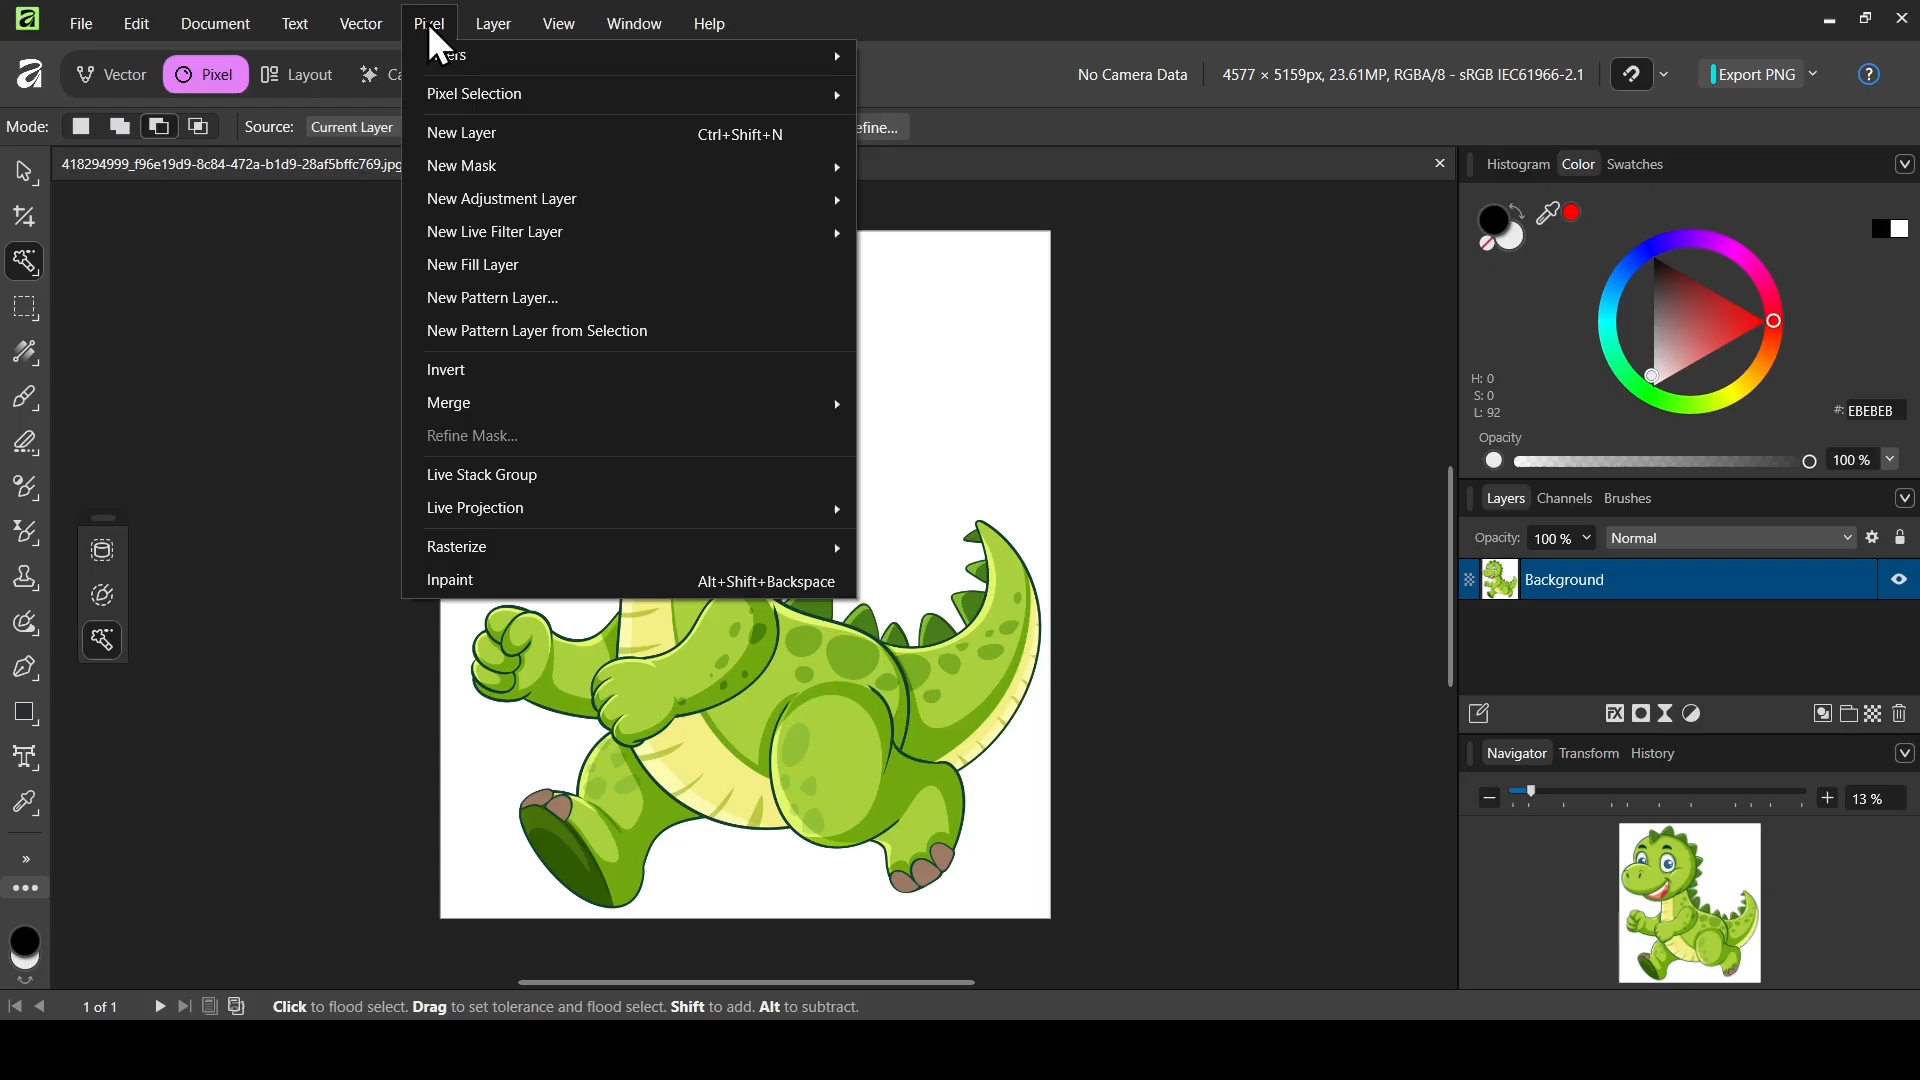 File Edit Document Text Vector Pixel Layer View Window Help
Vector Pixel Layout
No Camera Data 4577 × 5159px, 23.61MP, RGBA/8 - sRGB IEC61966-2.1 Export PNG ?
Mode: Source: Current Layer efine...
418294999_f96e19d9-8c84-472a-b1d9-28af5bffc769.jpg
Pixel Selection
New Layer Ctrl+Shift+N
New Mask
New Adjustment Layer
New Live Filter Layer
New Fill Layer
New Pattern Layer...
New Pattern Layer from Selection
Invert
Merge
Refine Mask...
Live Stack Group
Live Projection
Rasterize
Inpaint Alt+Shift+Backspace
Histogram Color Swatches
H: 0
S: 0
L: 92
#: EBEBEB
Opacity
100 %
Layers Channels Brushes
Opacity: 100 % Normal
Background
Navigator Transform History
13 %
1 of 1
Click to flood select. Drag to set tolerance and flood select. Shift to add. Alt to subtract.